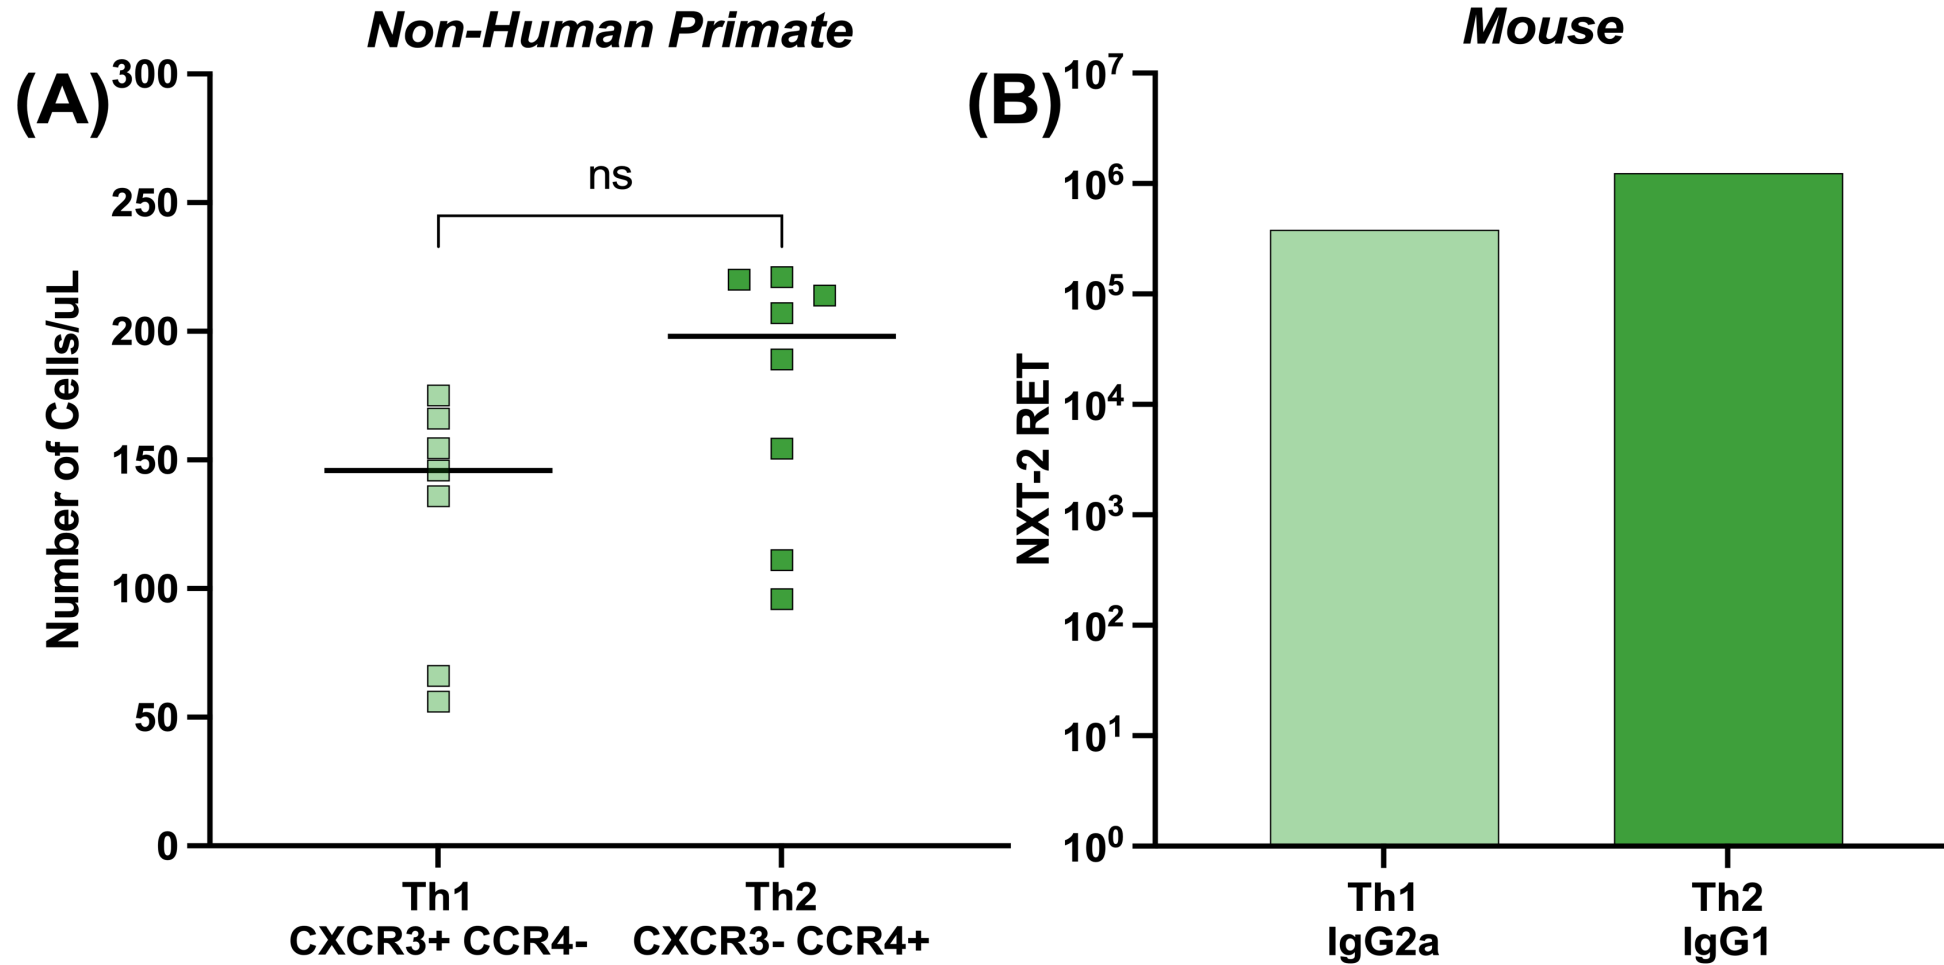 Non-Human Primate
(A)
300
250
200
150
100
50
0
Number of Cells/uL
ns
Th1
CXCR3+ CCR4-
Th2
CXCR3- CCR4+
Mouse
(B)
10⁷
10⁶
10⁵
10⁴
10³
10²
10¹
10⁰
NXT-2 RET
Th1
IgG2a
Th2
IgG1